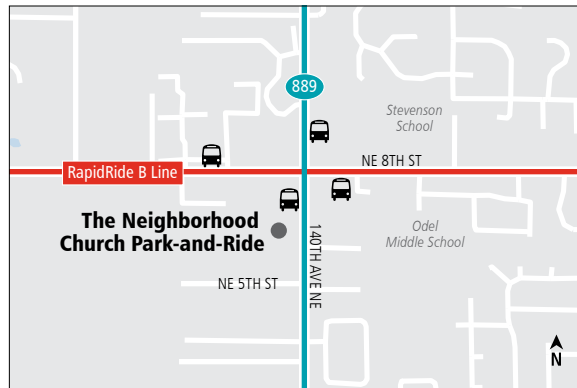 889
Stevenson
School
NE 8TH ST
RapidRide B Line
The Neighborhood
Church Park-and-Ride
140TH AVE NE
Odel
Middle School
NE 5TH ST
N